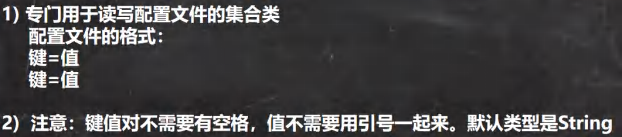 1) 专门用于读写配置文件的集合类
配置文件的格式：
键=值
键=值
2) 注意：键值对不需要有空格，值不需要用引号一起来。默认类型是String